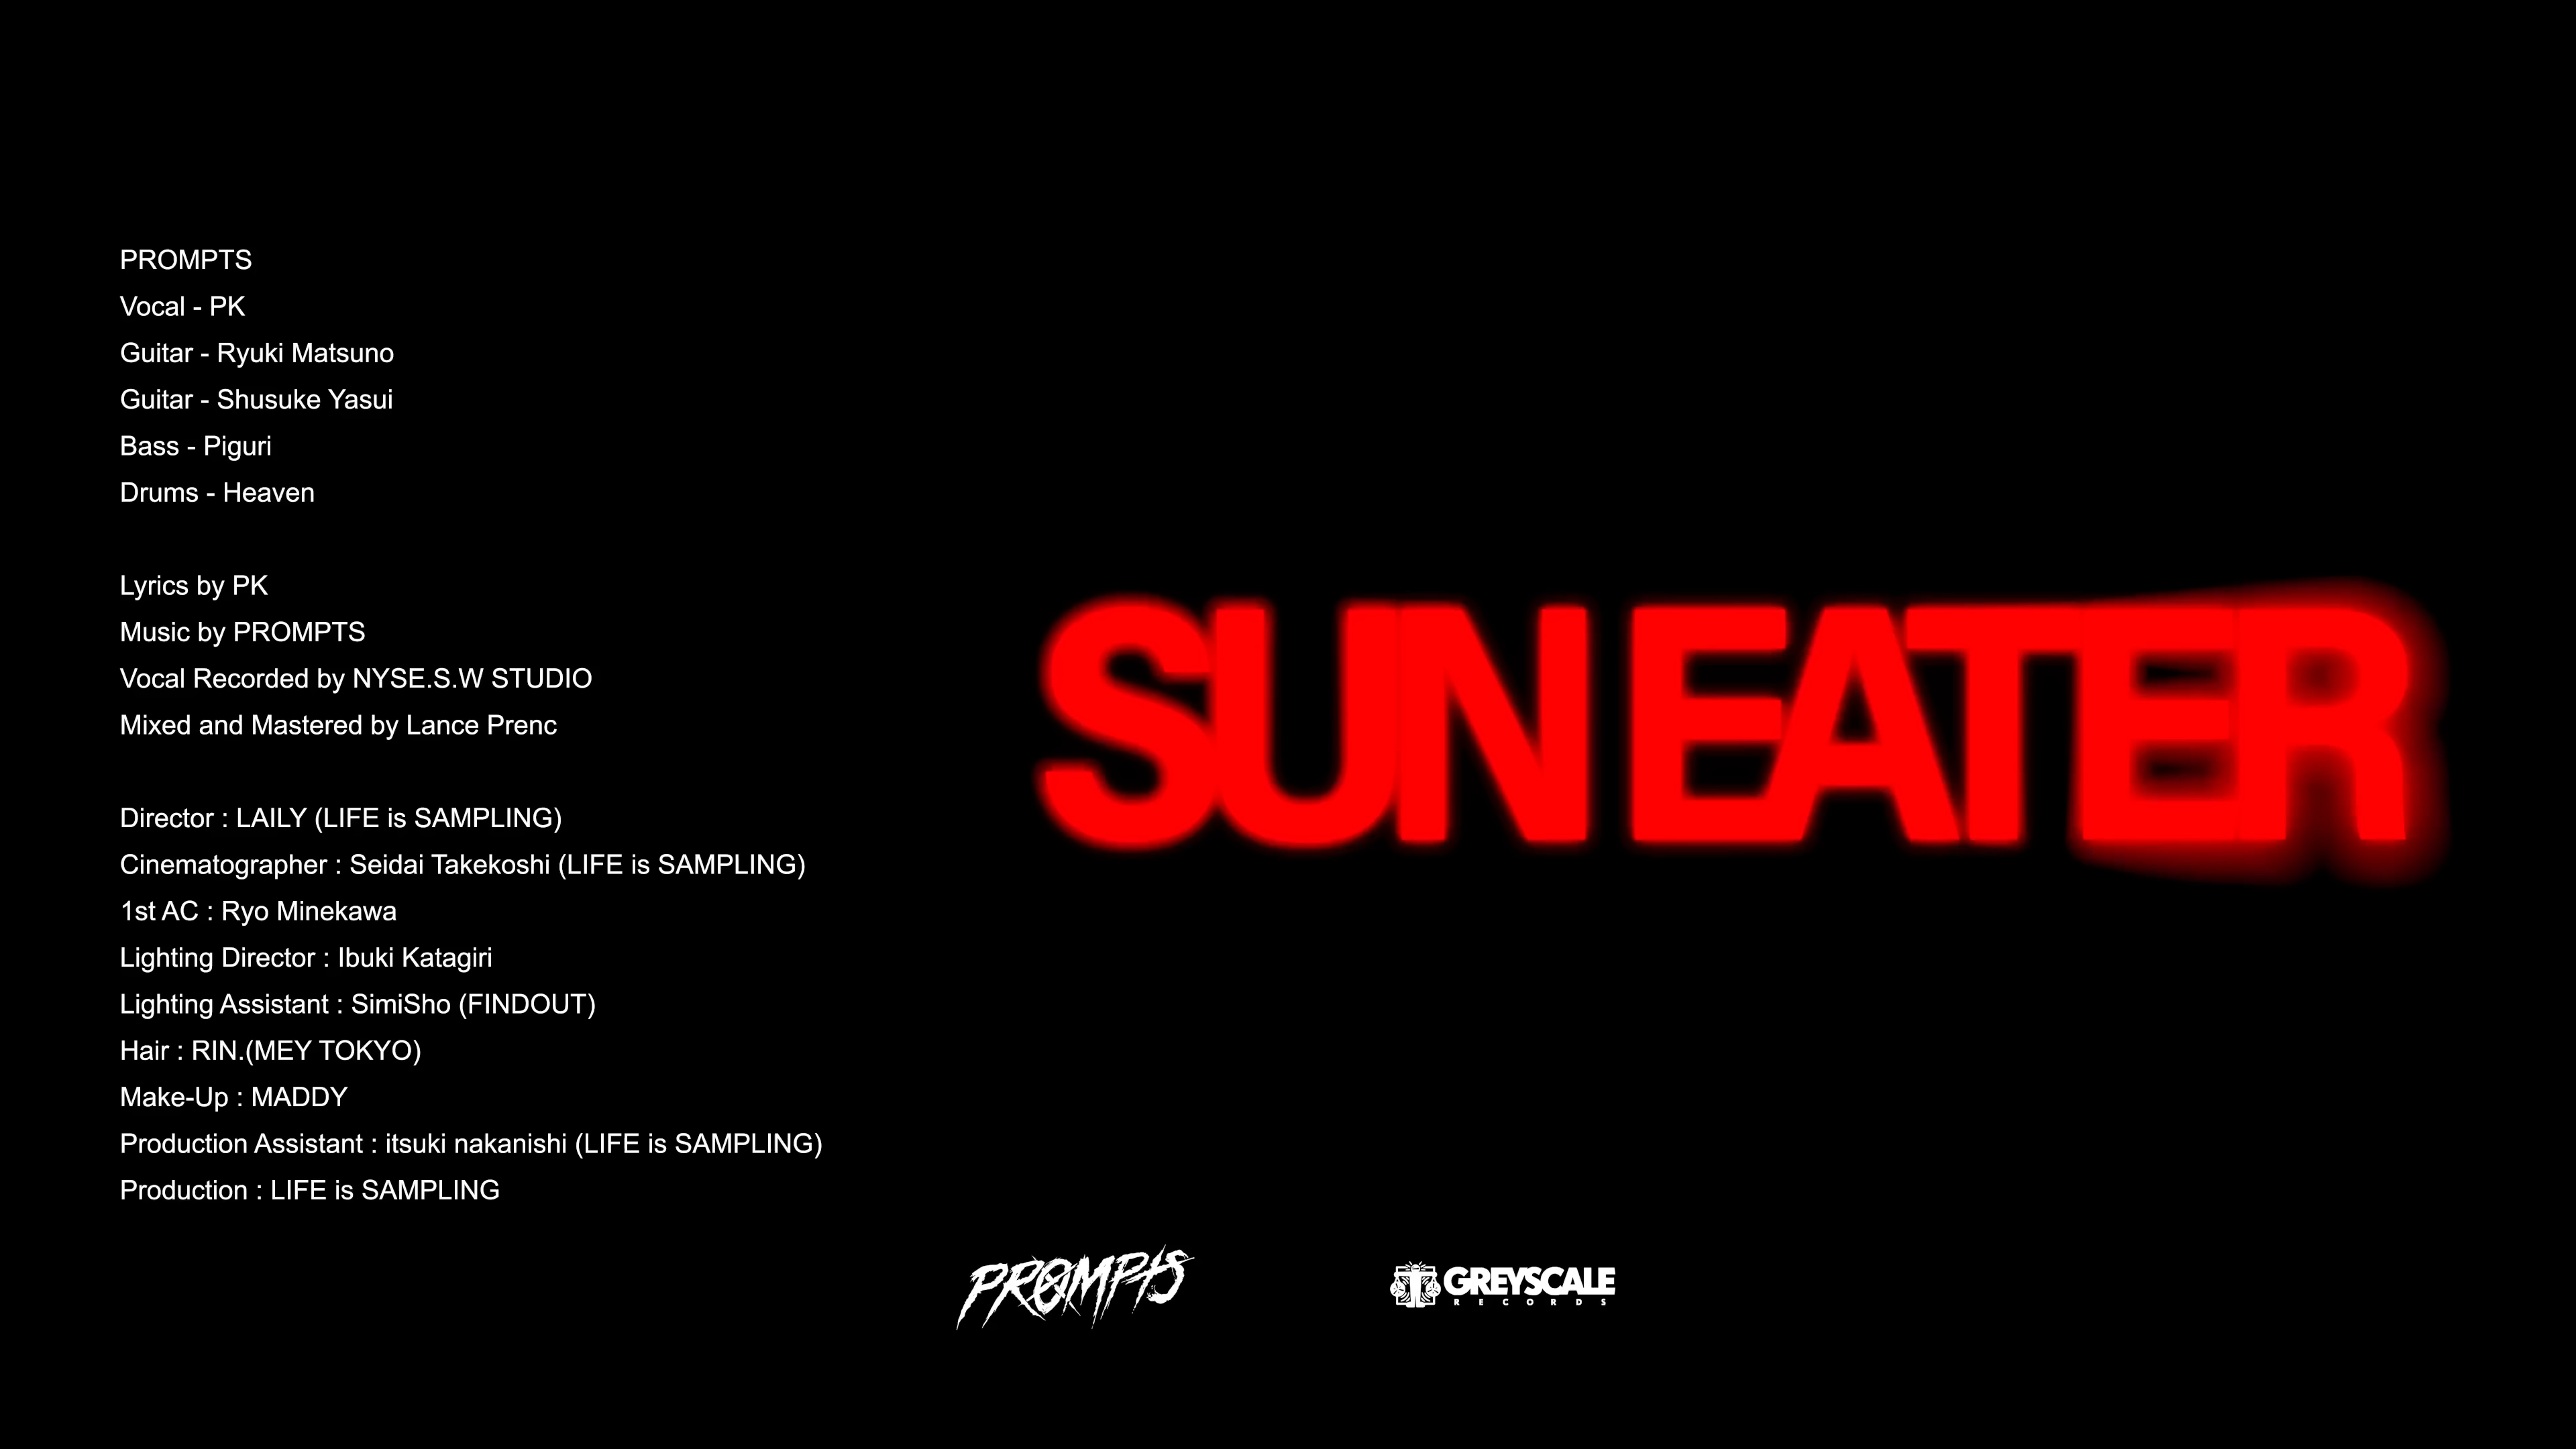 PROMPTS
Vocal - PK
Guitar - Ryuki Matsuno
Guitar - Shusuke Yasui
Bass - Piguri
Drums - Heaven
Lyrics by PK
Music by PROMPTS
Vocal Recorded by NYSE.S.W STUDIO
Mixed and Mastered by Lance Prenc
Director : LAILY (LIFE is SAMPLING)
Cinematographer : Seidai Takekoshi (LIFE is SAMPLING)
1st AC : Ryo Minekawa
Lighting Director : Ibuki Katagiri
Lighting Assistant : SimiSho (FINDOUT)
Hair : RIN.(MEY TOKYO)
Make-Up : MADDY
Production Assistant : itsuki nakanishi (LIFE is SAMPLING)
Production : LIFE is SAMPLING
SUN EATER
PROMPTS
GREYSCALE
RECORDS